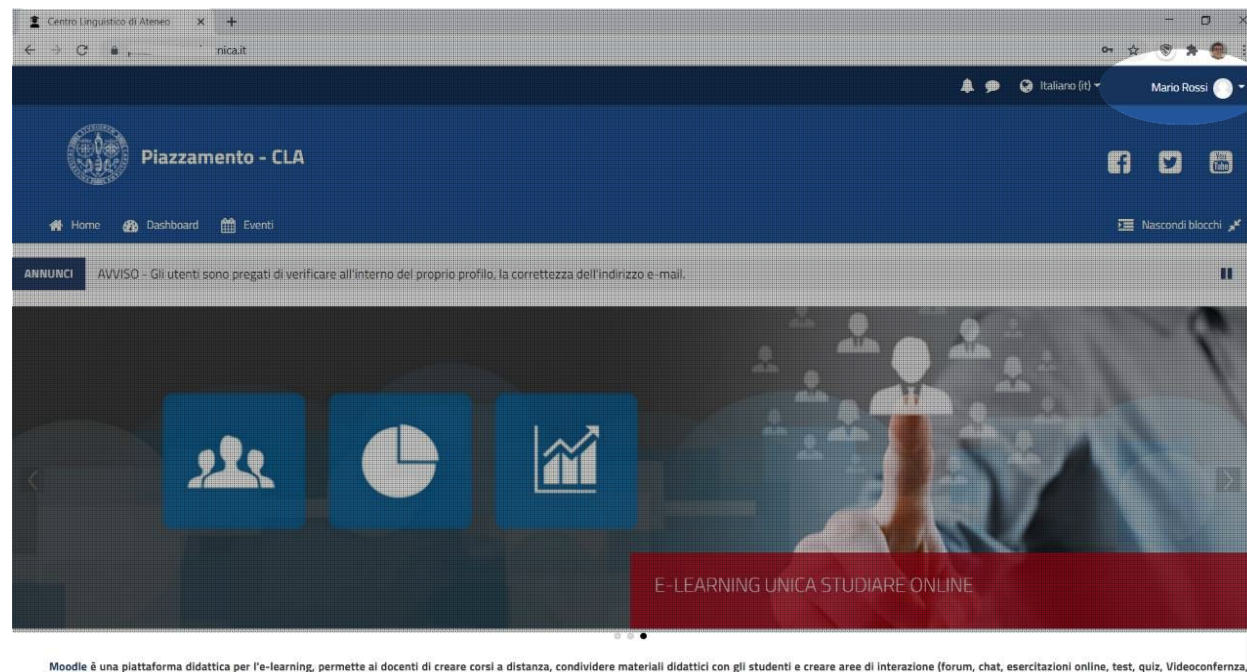 Centro Linguistico di Ateneo
nica.it
Italiano (it)
Mario Rossi
Piazzamento - CLA
You Tube
Home Dashboard Eventi
Nascondi blocchi
ANNUNCI AVVISO - Gli utenti sono pregati di verificare all'interno del proprio profilo, la correttezza dell'indirizzo e-mail.
E-LEARNING UNICA STUDIARE ONLINE
Moodle è una piattaforma didattica per l'e-learning, permette ai docenti di creare corsi a distanza, condividere materiali didattici con gli studenti e creare aree di interazione (forum, chat, esercitazioni online, test, quiz, Videoconfernza,